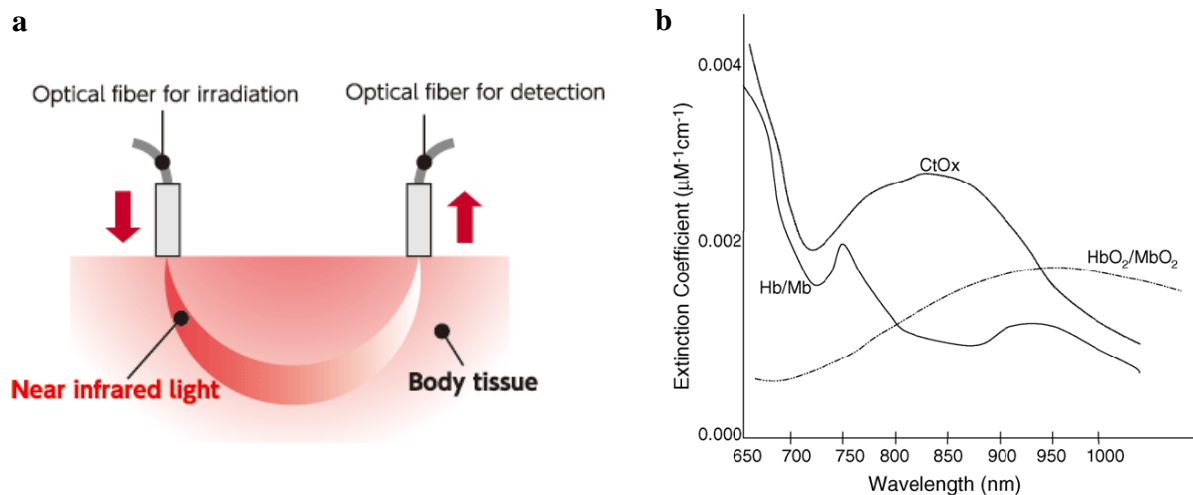 a
Optical fiber for irradiation
Optical fiber for detection
Near infrared light
Body tissue
b
Extinction Coefficient (μM⁻¹cm⁻¹)
0.004
0.002
0.000
CtOx
HbO₂/MbO₂
Hb/Mb
650 700 750 800 850 900 950 1000
Wavelength (nm)